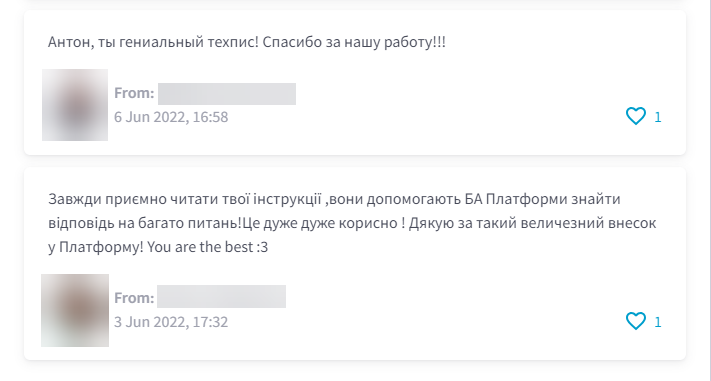 Антон, ты гениальный техпис! Спасибо за нашу работу!!!
From:
6 Jun 2022, 16:58
1
Завжди приємно читати твої інструкції ,вони допомогають БА Платформи знайти
відповідь на багато питань!Це дуже дуже корисно ! Дякую за такий величезний внесок
у Платформу! You are the best :3
From:
3 Jun 2022, 17:32
1